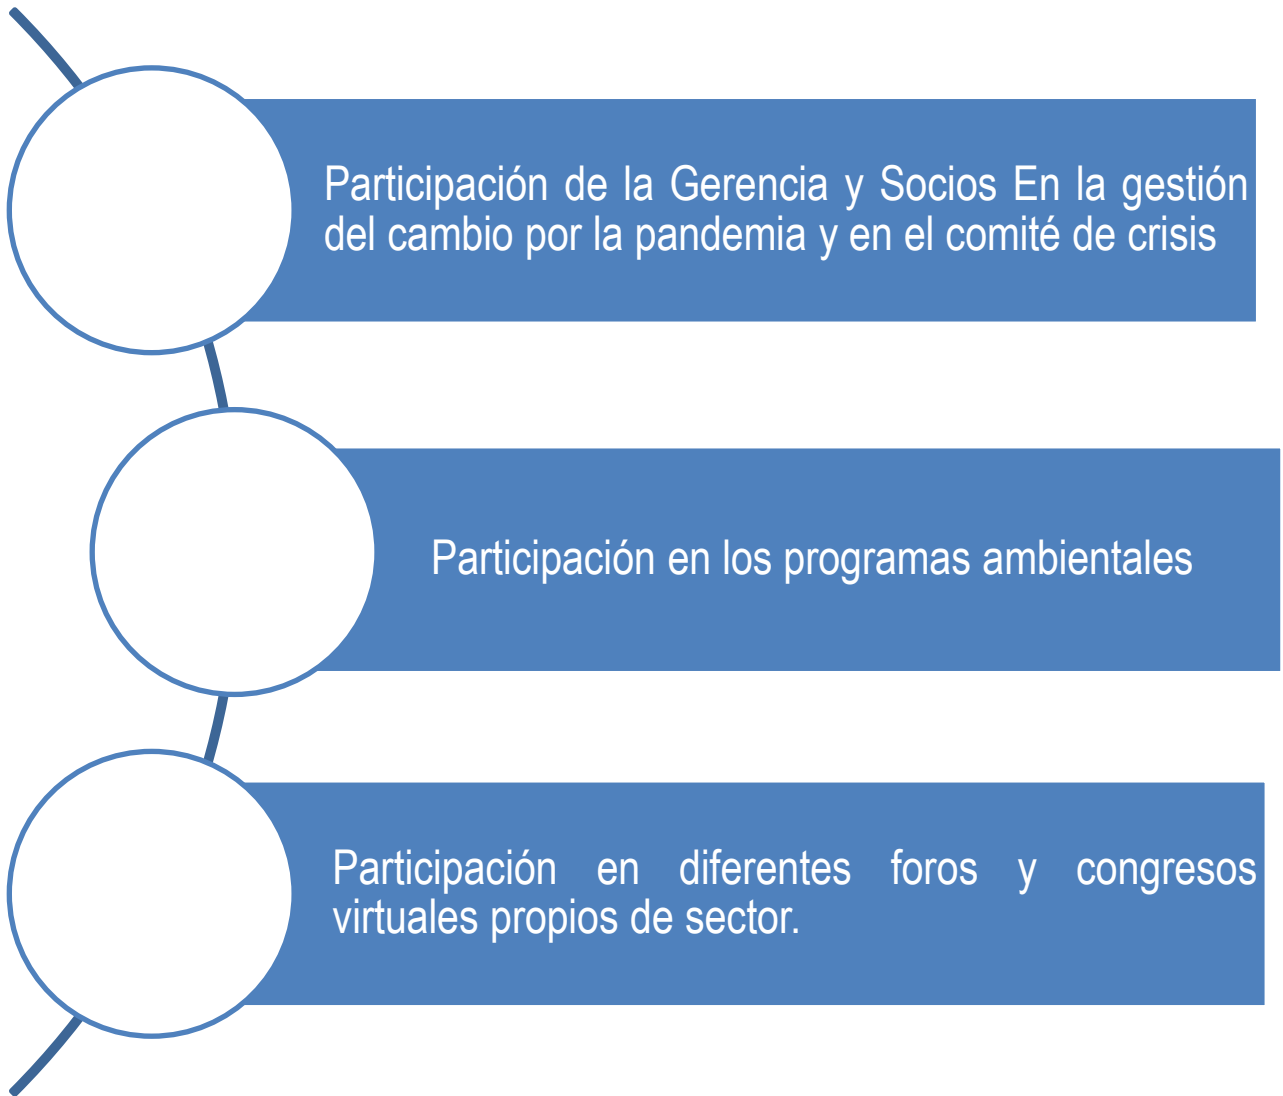 Participación de la Gerencia y Socios En la gestión
del cambio por la pandemia y en el comité de crisis
Participación en los programas ambientales
Participación en diferentes foros y congresos
virtuales propios de sector.